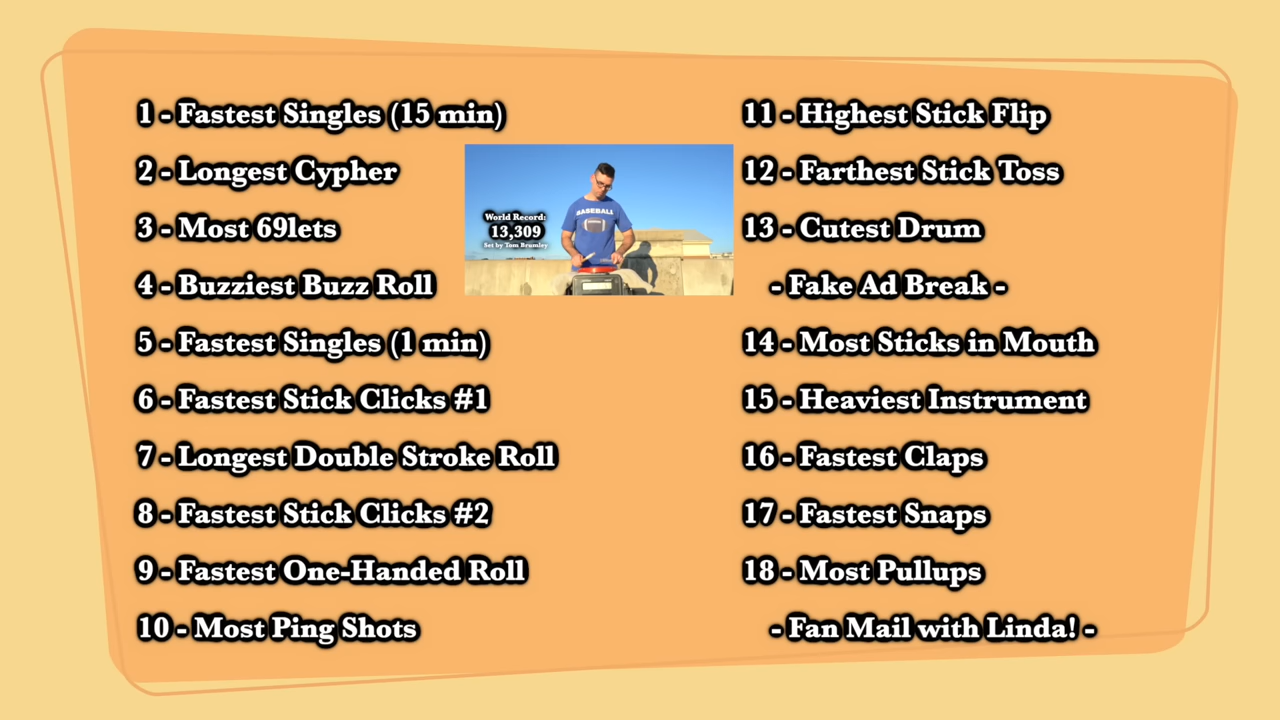 1 - Fastest Singles (15 min)
2 - Longest Cypher
3 - Most 69lets
4 - Buzziest Buzz Roll
5 - Fastest Singles (1 min)
6 - Fastest Stick Clicks #1
7 - Longest Double Stroke Roll
8 - Fastest Stick Clicks #2
9 - Fastest One-Handed Roll
10 - Most Ping Shots
World Record:
13,309
Set by Tom Brumley
BASEBALL
11 - Highest Stick Flip
12 - Farthest Stick Toss
13 - Cutest Drum
- Fake Ad Break -
14 - Most Sticks in Mouth
15 - Heaviest Instrument
16 - Fastest Claps
17 - Fastest Snaps
18 - Most Pullups
- Fan Mail with Linda! -